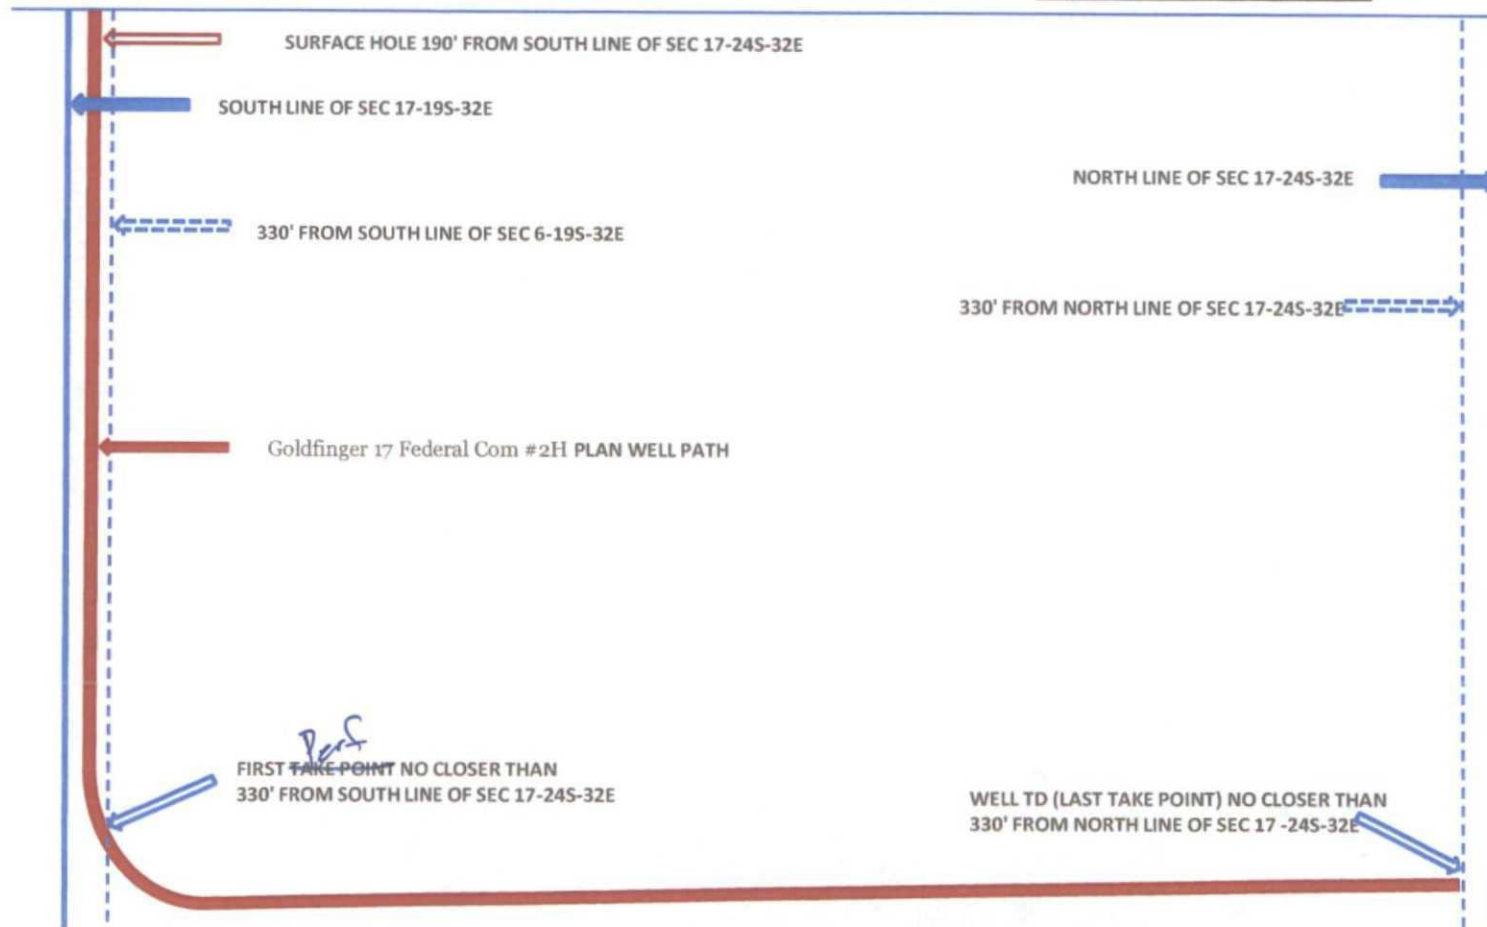 SURFACE HOLE 190' FROM SOUTH LINE OF SEC 17-24S-32E
SOUTH LINE OF SEC 17-19S-32E
NORTH LINE OF SEC 17-24S-32E
330' FROM SOUTH LINE OF SEC 6-19S-32E
330' FROM NORTH LINE OF SEC 17-24S-32E
Goldfinger 17 Federal Com #2H PLAN WELL PATH
Perf
FIRST TAKE POINT NO CLOSER THAN
330' FROM SOUTH LINE OF SEC 17-24S-32E
WELL TD (LAST TAKE POINT) NO CLOSER THAN
330' FROM NORTH LINE OF SEC 17 -24S-32E